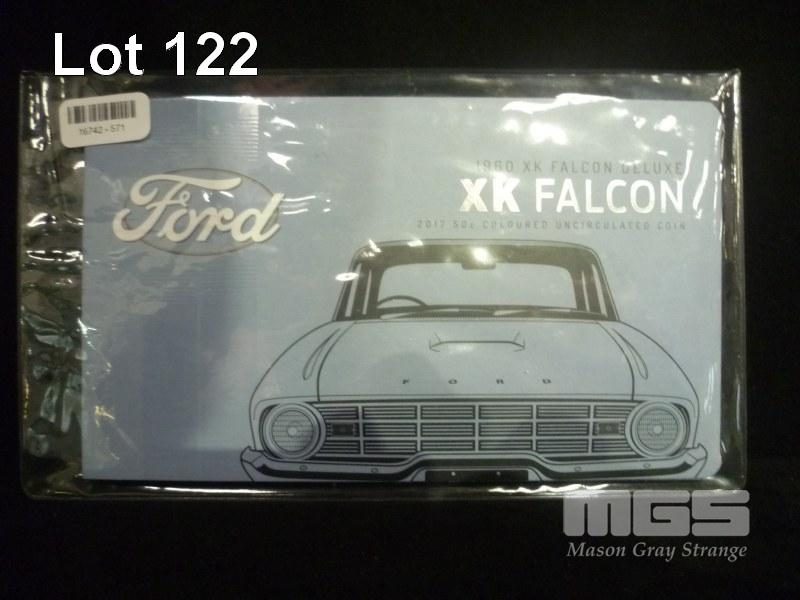 Lot 122
16742-571
Ford
1960 XK FALCON DELUXE
XK FALCON
2017 50c COLOURED UNCIRCULATED COIN
FORD
MGS
Mason Gray Strange